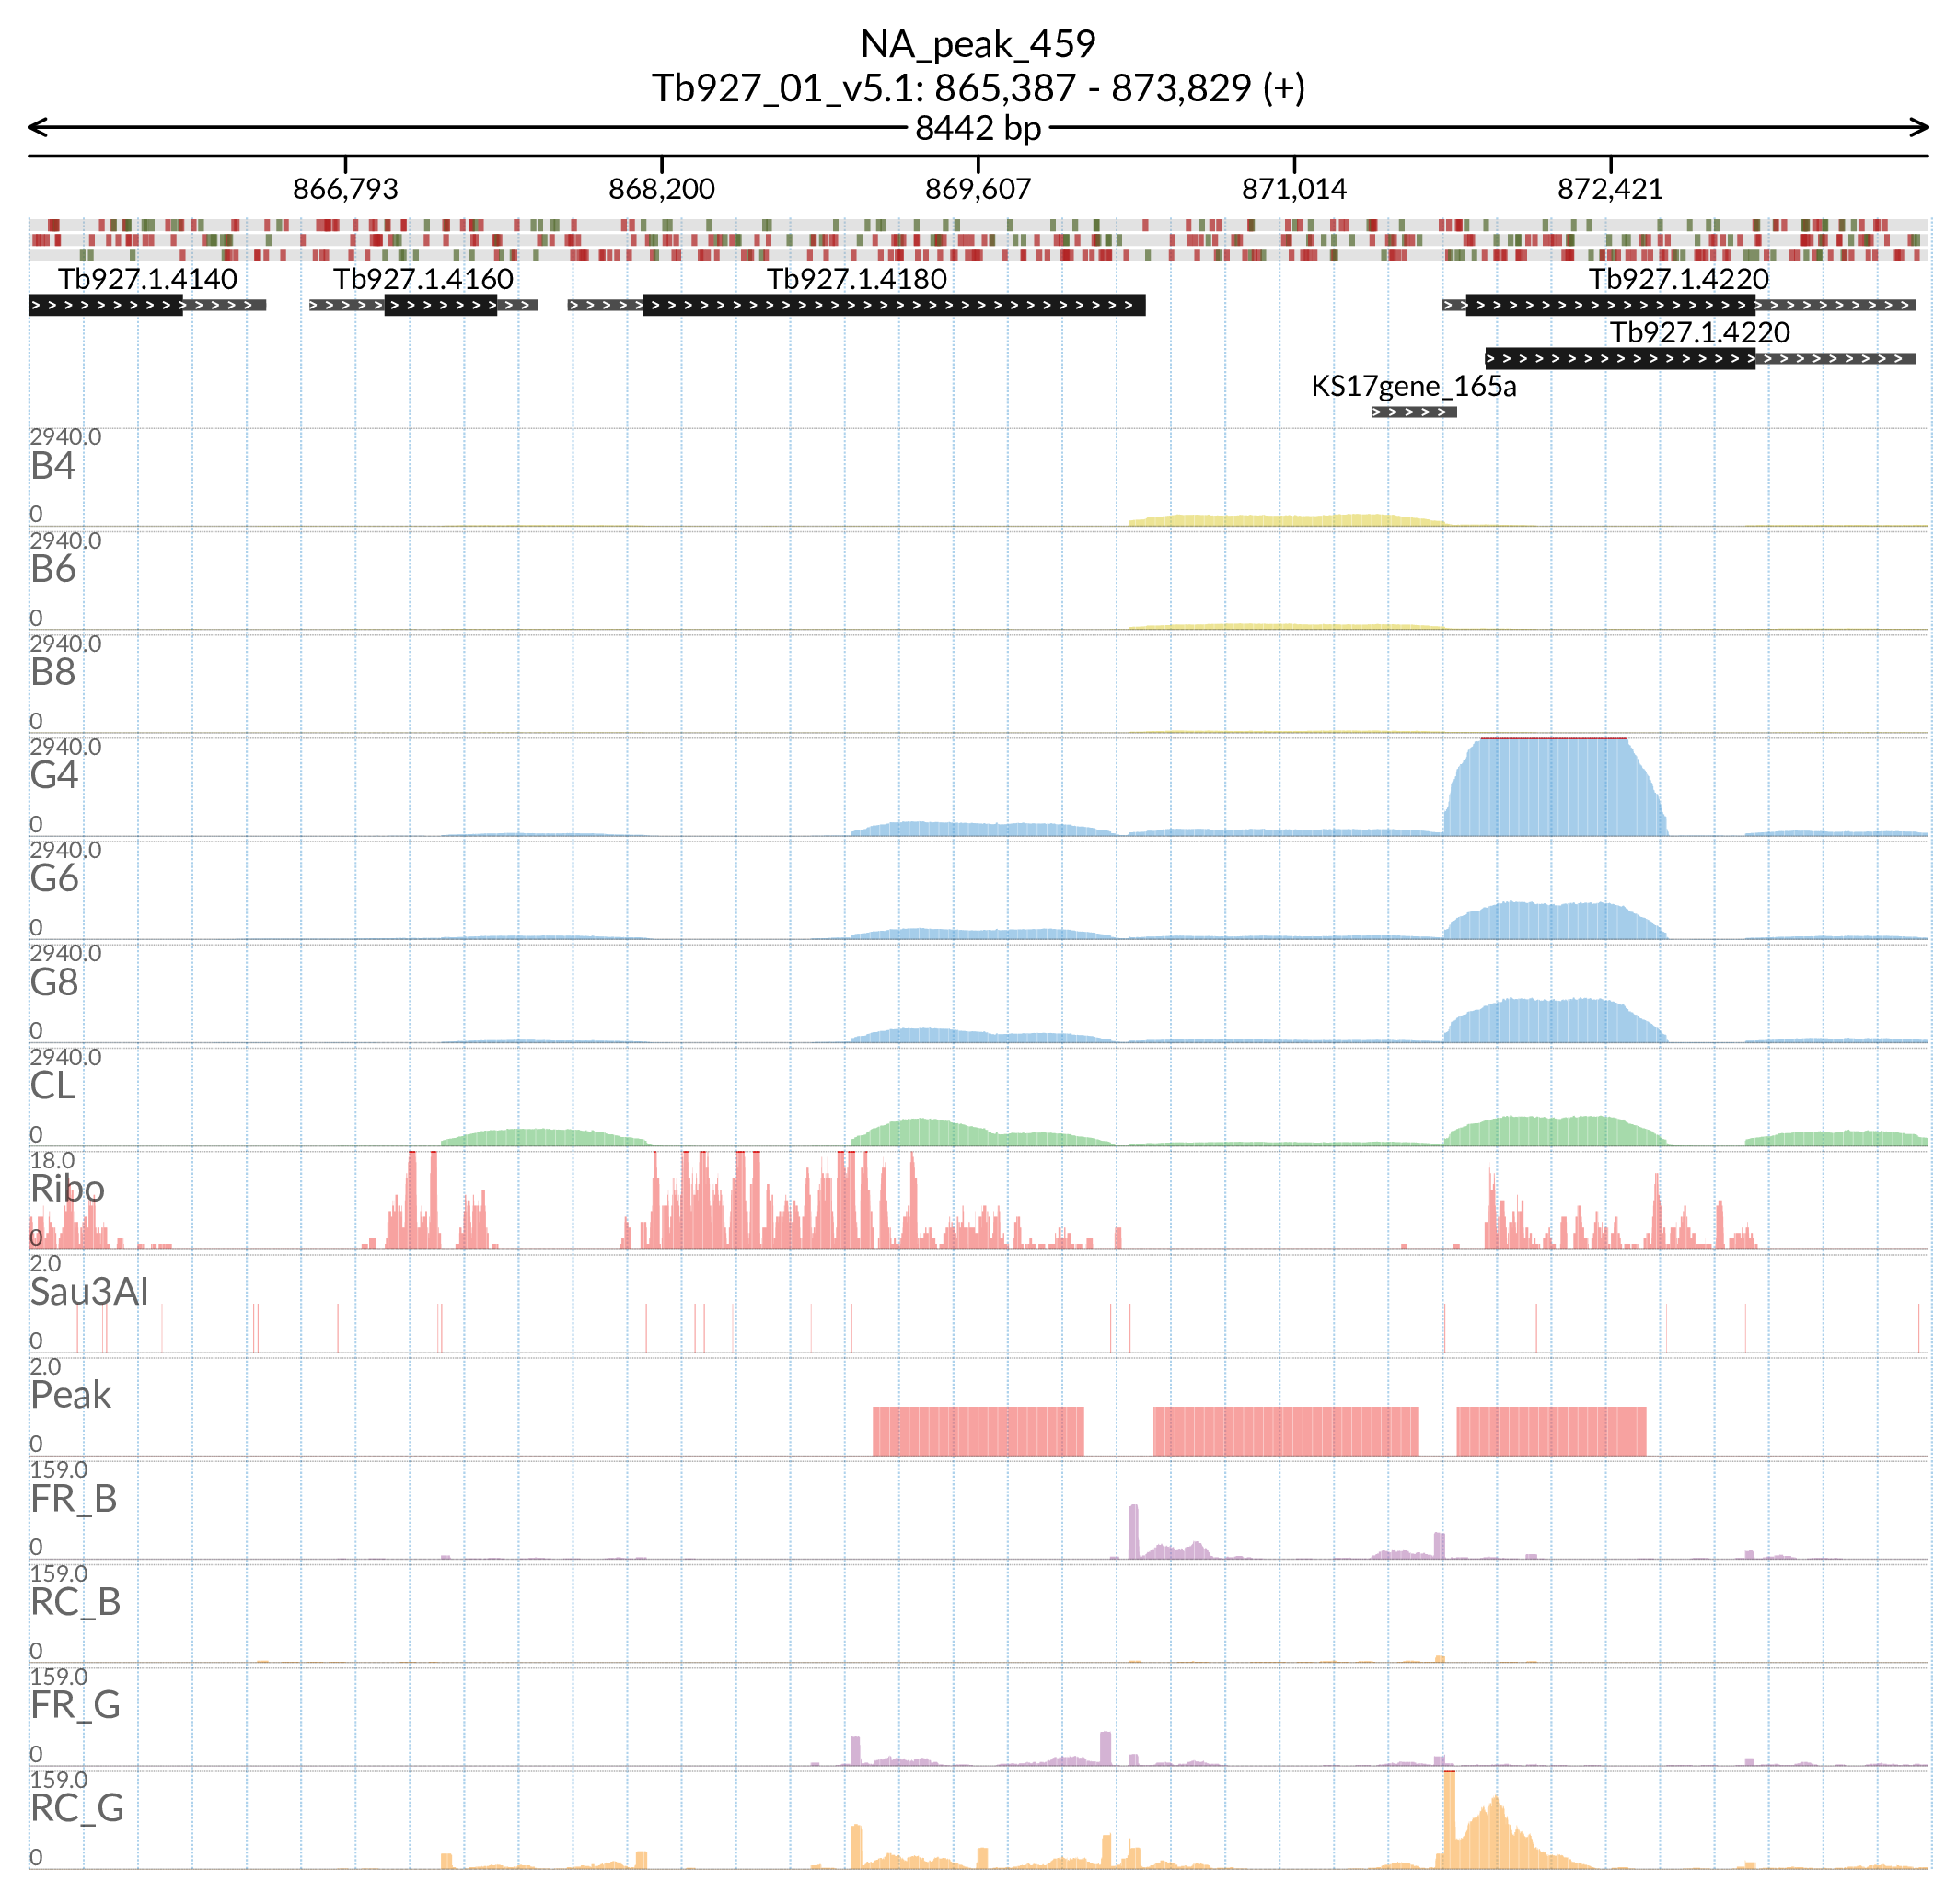 NA_peak_459
Tb927_01_v5.1: 865,387 - 873,829 (+)
8442 bp
866,793 868,200 869,607 871,014 872,421
Tb927.1.4140 Tb927.1.4160 Tb927.1.4180 Tb927.1.4220
Tb927.1.4220
KS17gene_165a
2940.0
B4
0
2940.0
B6
0
2940.0
B8
0
2940.0
G4
0
2940.0
G6
0
2940.0
G8
0
2940.0
CL
0
18.0
Ribo
0
2.0
Sau3AI
0
2.0
Peak
0
159.0
FR_B
0
159.0
RC_B
0
159.0
FR_G
0
159.0
RC_G
0